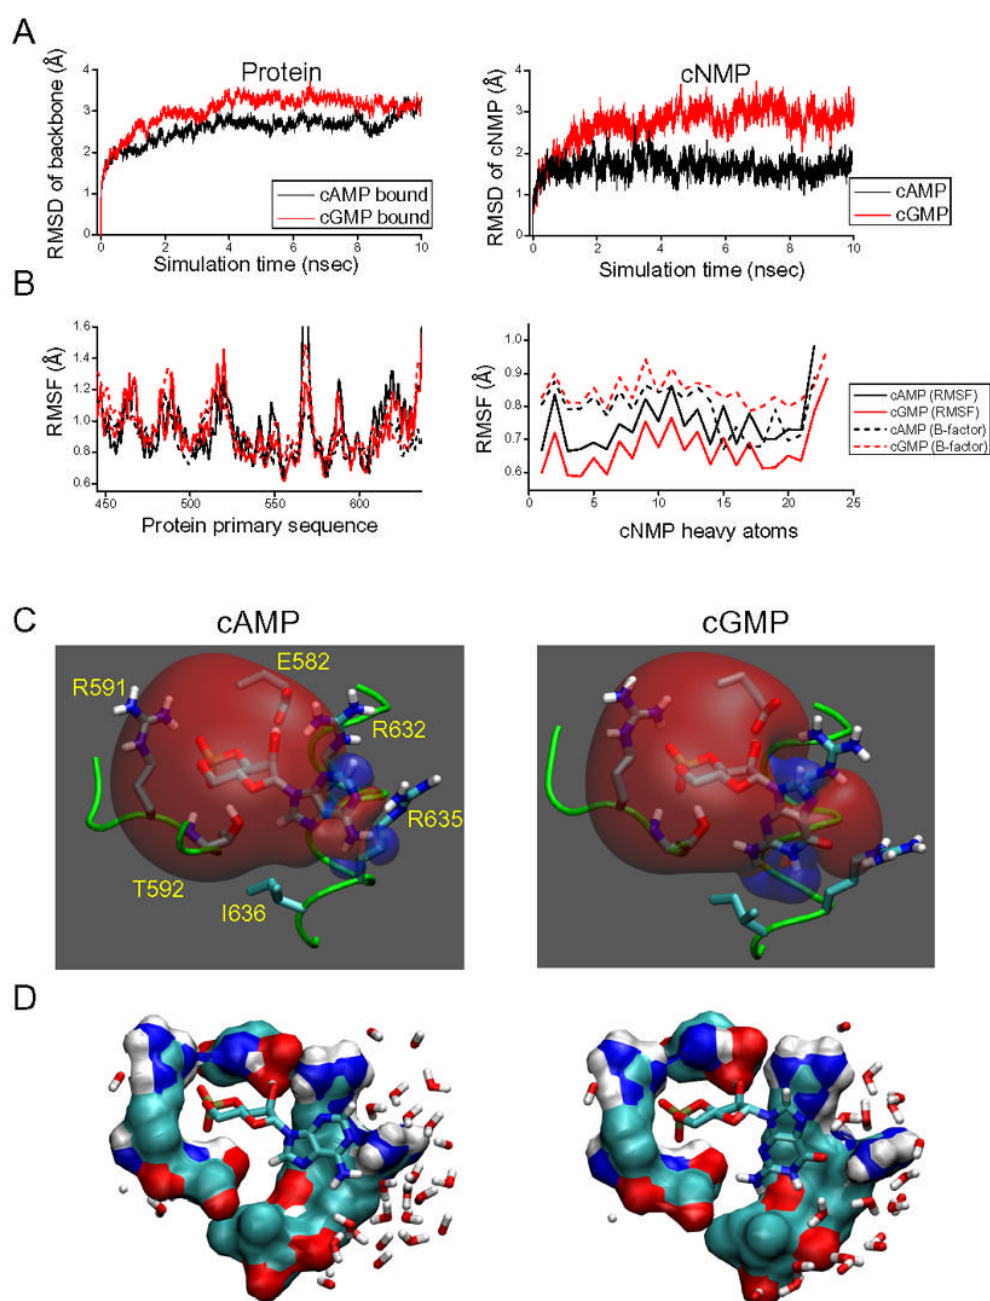 A
Protein
RMSD of backbone (Å)
4
3
2
1
0
0 2 4 6 8 10
Simulation time (nsec)
cAMP bound
cGMP bound
cNMP
RMSD of cNMP (Å)
4
3
2
1
0
0 2 4 6 8 10
Simulation time (nsec)
cAMP
cGMP
B
RMSF (Å)
1.6
1.4
1.2
1.0
0.8
0.6
450 500 550 600
Protein primary sequence
RMSF (Å)
1.0
0.9
0.8
0.7
0.6
0 5 10 15 20 25
cNMP heavy atoms
cAMP (RMSF)
cGMP (RMSF)
cAMP (B-factor)
cGMP (B-factor)
C
cAMP
cGMP
E582
R591
R632
R635
T592
I636
D